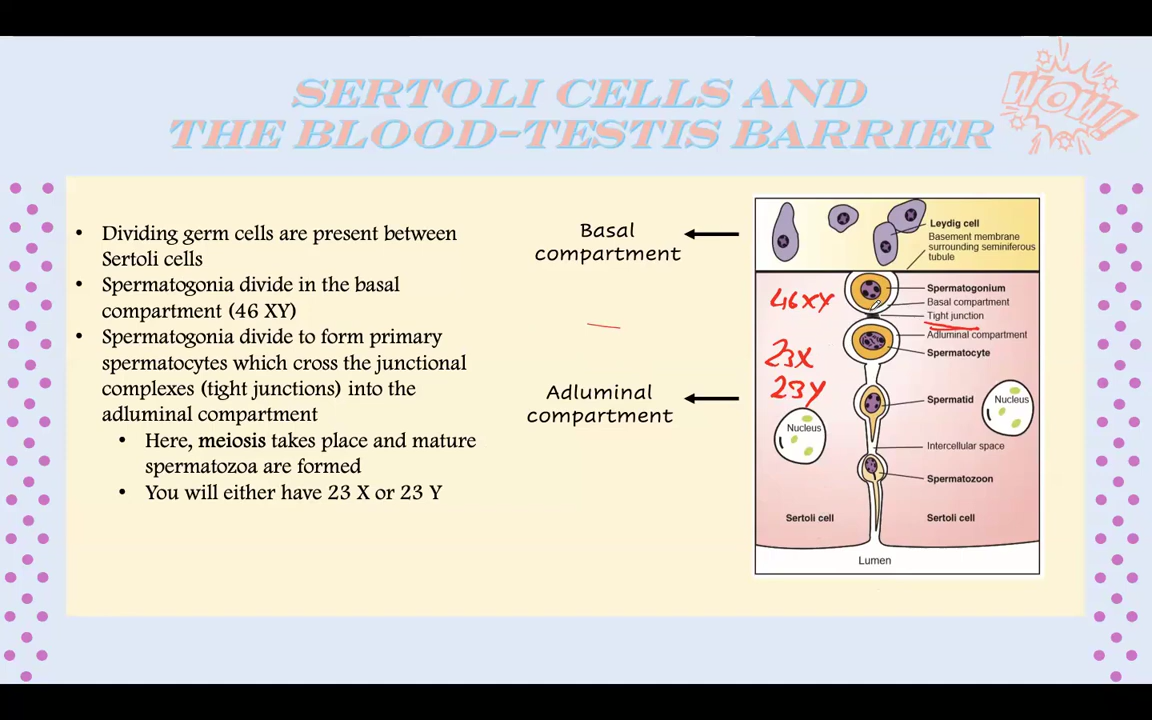 SERTOLI CELLS AND
THE BLOOD-TESTIS BARRIER
WOW!
• Dividing germ cells are present between
Sertoli cells
• Spermatogonia divide in the basal
compartment (46 XY)
• Spermatogonia divide to form primary
spermatocytes which cross the junctional
complexes (tight junctions) into the
adluminal compartment
• Here, meiosis takes place and mature
spermatozoa are formed
• You will either have 23 X or 23 Y
Basal
compartment
Adluminal
compartment
Leydig cell
Basement membrane
surrounding seminiferous
tubule
46XY
Spermatogonium
Basal compartment
Tight junction
Adluminal compartment
23X
Spermatocyte
23Y
Spermatid
Nucleus
Nucleus
Intercellular space
Spermatozoon
Sertoli cell
Sertoli cell
Lumen